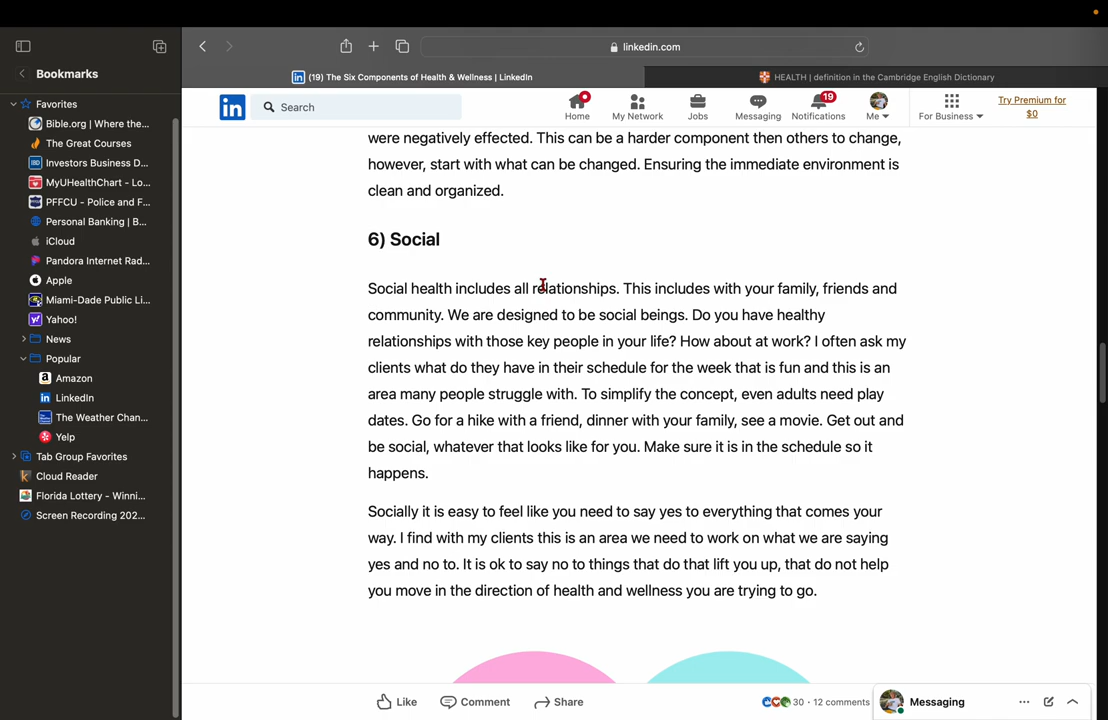 Bookmarks
Favorites
Bible.org | Where the...
The Great Courses
Investors Business D...
MyUHealthChart - Lo...
PFFCU - Police and F...
Personal Banking | B...
iCloud
Pandora Internet Rad...
Apple
Miami-Dade Public Li...
Yahoo!
News
Popular
Amazon
LinkedIn
The Weather Chan...
Yelp
Tab Group Favorites
Cloud Reader
Florida Lottery - Winni...
Screen Recording 202...
linkedin.com
(19) The Six Components of Health & Wellness | LinkedIn
HEALTH | definition in the Cambridge English Dictionary
in
Search
Home
My Network
Jobs
Messaging
19
Notifications
Me
For Business
Try Premium for
$0
were negatively effected. This can be a harder component then others to change,
however, start with what can be changed. Ensuring the immediate environment is
clean and organized.
6) Social
Social health includes all relationships. This includes with your family, friends and
community. We are designed to be social beings. Do you have healthy
relationships with those key people in your life? How about at work? I often ask my
clients what do they have in their schedule for the week that is fun and this is an
area many people struggle with. To simplify the concept, even adults need play
dates. Go for a hike with a friend, dinner with your family, see a movie. Get out and
be social, whatever that looks like for you. Make sure it is in the schedule so it
happens.
Socially it is easy to feel like you need to say yes to everything that comes your
way. I find with my clients this is an area we need to work on what we are saying
yes and no to. It is ok to say no to things that do that lift you up, that do not help
you move in the direction of health and wellness you are trying to go.
Like
Comment
Share
30 · 12 comments
Messaging